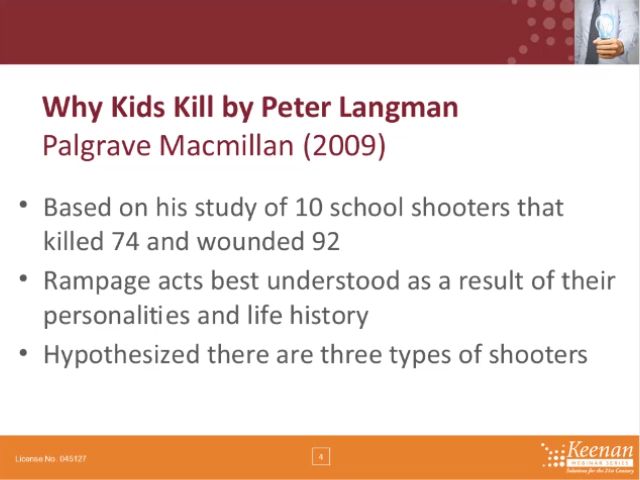 Why Kids Kill by Peter Langman
Palgrave Macmillan (2009)
• Based on his study of 10 school shooters that
killed 74 and wounded 92
• Rampage acts best understood as a result of their
personalities and life history
• Hypothesized there are three types of shooters
License No. 045127
4
Keenan
WEBINAR SERIES
Solutions for the 21st Century